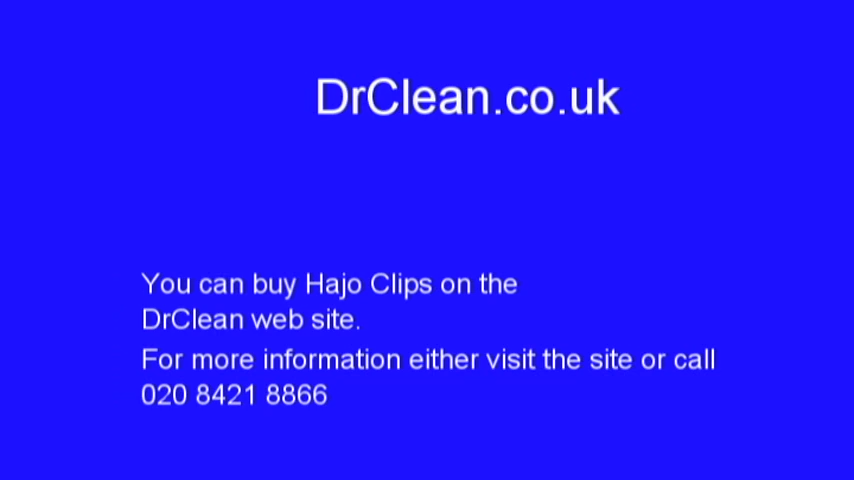 DrClean.co.uk
You can buy Hajo Clips on the
DrClean web site.
For more information either visit the site or call
020 8421 8866